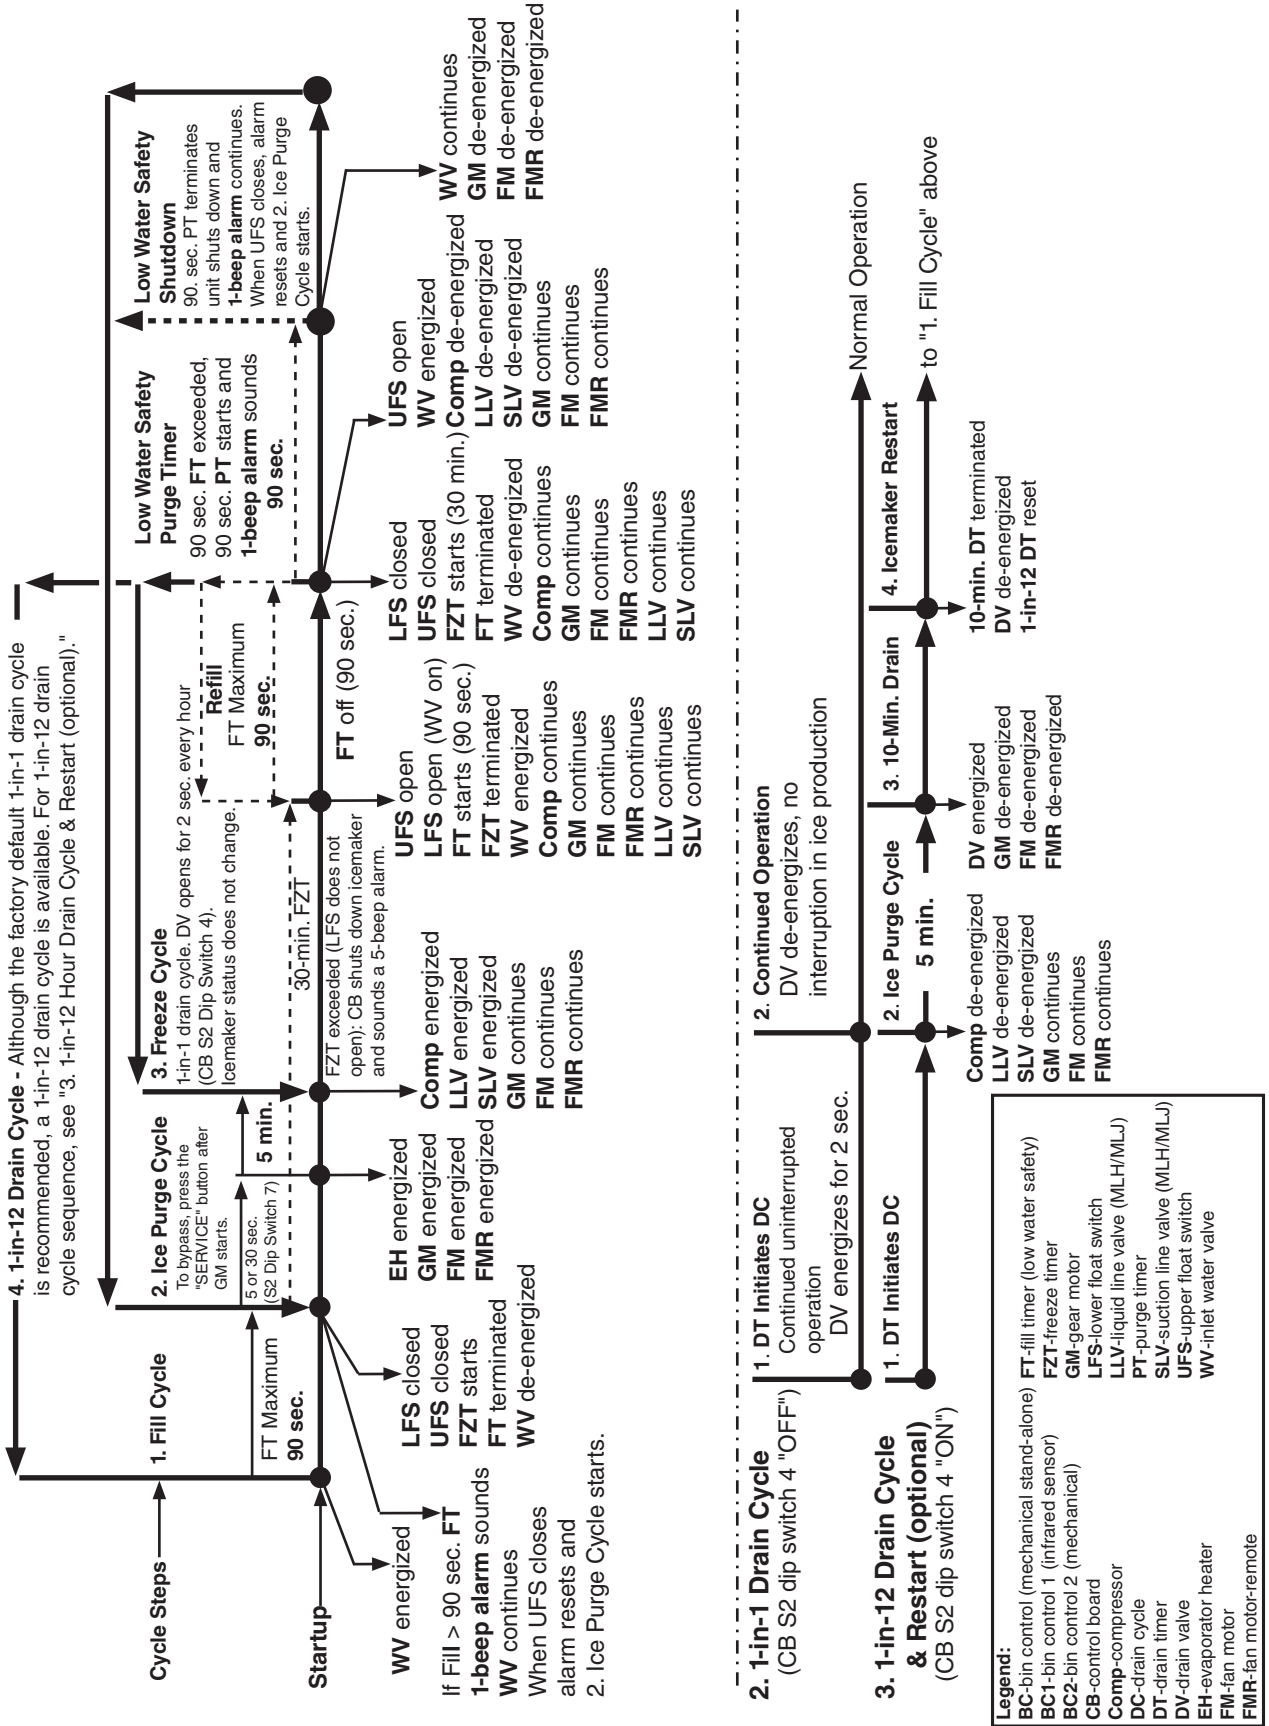 4. 1-in-12 Drain Cycle - Although the factory default 1-in-1 drain cycle
is recommended, a 1-in-12 drain cycle is available. For 1-in-12 drain
cycle sequence, see "3. 1-in-12 Hour Drain Cycle & Restart (optional)."
Cycle Steps
1. Fill Cycle
FT Maximum
90 sec.
2. Ice Purge Cycle
To bypass, press the
"SERVICE" button after
GM starts.
5 or 30 sec.
(S2 Dip Switch 7)
5 min.
3. Freeze Cycle
1-in-1 drain cycle. DV opens for 2 sec. every hour
(CB S2 Dip Switch 4).
Icemaker status does not change.
30-min. FZT
Refill
FT Maximum
90 sec.
Low Water Safety
Purge Timer
90 sec. FT exceeded,
90 sec. PT starts and
1-beep alarm sounds
90 sec.
Low Water Safety
Shutdown
90. sec. PT terminates
unit shuts down and
1-beep alarm continues.
When UFS closes, alarm
resets and 2. Ice Purge
Cycle starts.
Startup
FZT exceeded (LFS does not
open): CB shuts down icemaker
and sounds a 5-beep alarm.
FT off (90 sec.)
WV energized
If Fill > 90 sec. FT
1-beep alarm sounds
WV continues
When UFS closes
alarm resets and
2. Ice Purge Cycle starts.
LFS closed
UFS closed
FZT starts
FT terminated
WV de-energized
EH energized
GM energized
FM energized
FMR energized
Comp energized
LLV energized
SLV energized
GM continues
FM continues
FMR continues
UFS open
LFS open (WV on)
FT starts (90 sec.)
FZT terminated
WV energized
Comp continues
GM continues
FM continues
FMR continues
LLV continues
SLV continues
LFS closed
UFS closed
FZT starts (30 min.)
FT terminated
WV de-energized
Comp continues
GM continues
FM continues
FMR continues
LLV continues
SLV continues
UFS open
WV energized
Comp de-energized
LLV de-energized
SLV de-energized
GM continues
FM continues
FMR continues
WV continues
GM de-energized
FM de-energized
FMR de-energized
2. 1-in-1 Drain Cycle
(CB S2 dip switch 4 "OFF")
1. DT Initiates DC
Continued uninterrupted
operation
DV energizes for 2 sec.
2. Continued Operation
DV de-energizes, no
interruption in ice production
Normal Operation
3. 1-in-12 Drain Cycle
& Restart (optional)
(CB S2 dip switch 4 "ON")
1. DT Initiates DC
2. Ice Purge Cycle
5 min.
3. 10-Min. Drain
4. Icemaker Restart
to "1. Fill Cycle" above
Comp de-energized
LLV de-energized
SLV de-energized
GM continues
FM continues
FMR continues
DV energized
GM de-energized
FM de-energized
FMR de-energized
10-min. DT terminated
DV de-energized
1-in-12 DT reset
Legend:
BC-bin control (mechanical stand-alone)
BC1-bin control 1 (infrared sensor)
BC2-bin control 2 (mechanical)
CB-control board
Comp-compressor
DC-drain cycle
DT-drain timer
DV-drain valve
EH-evaporator heater
FM-fan motor
FMR-fan motor-remote
FT-fill timer (low water safety)
FZT-freeze timer
GM-gear motor
LFS-lower float switch
LLV-liquid line valve (MLH/MLJ)
PT-purge timer
SLV-suction line valve (MLH/MLJ)
UFS-upper float switch
WV-inlet water valve